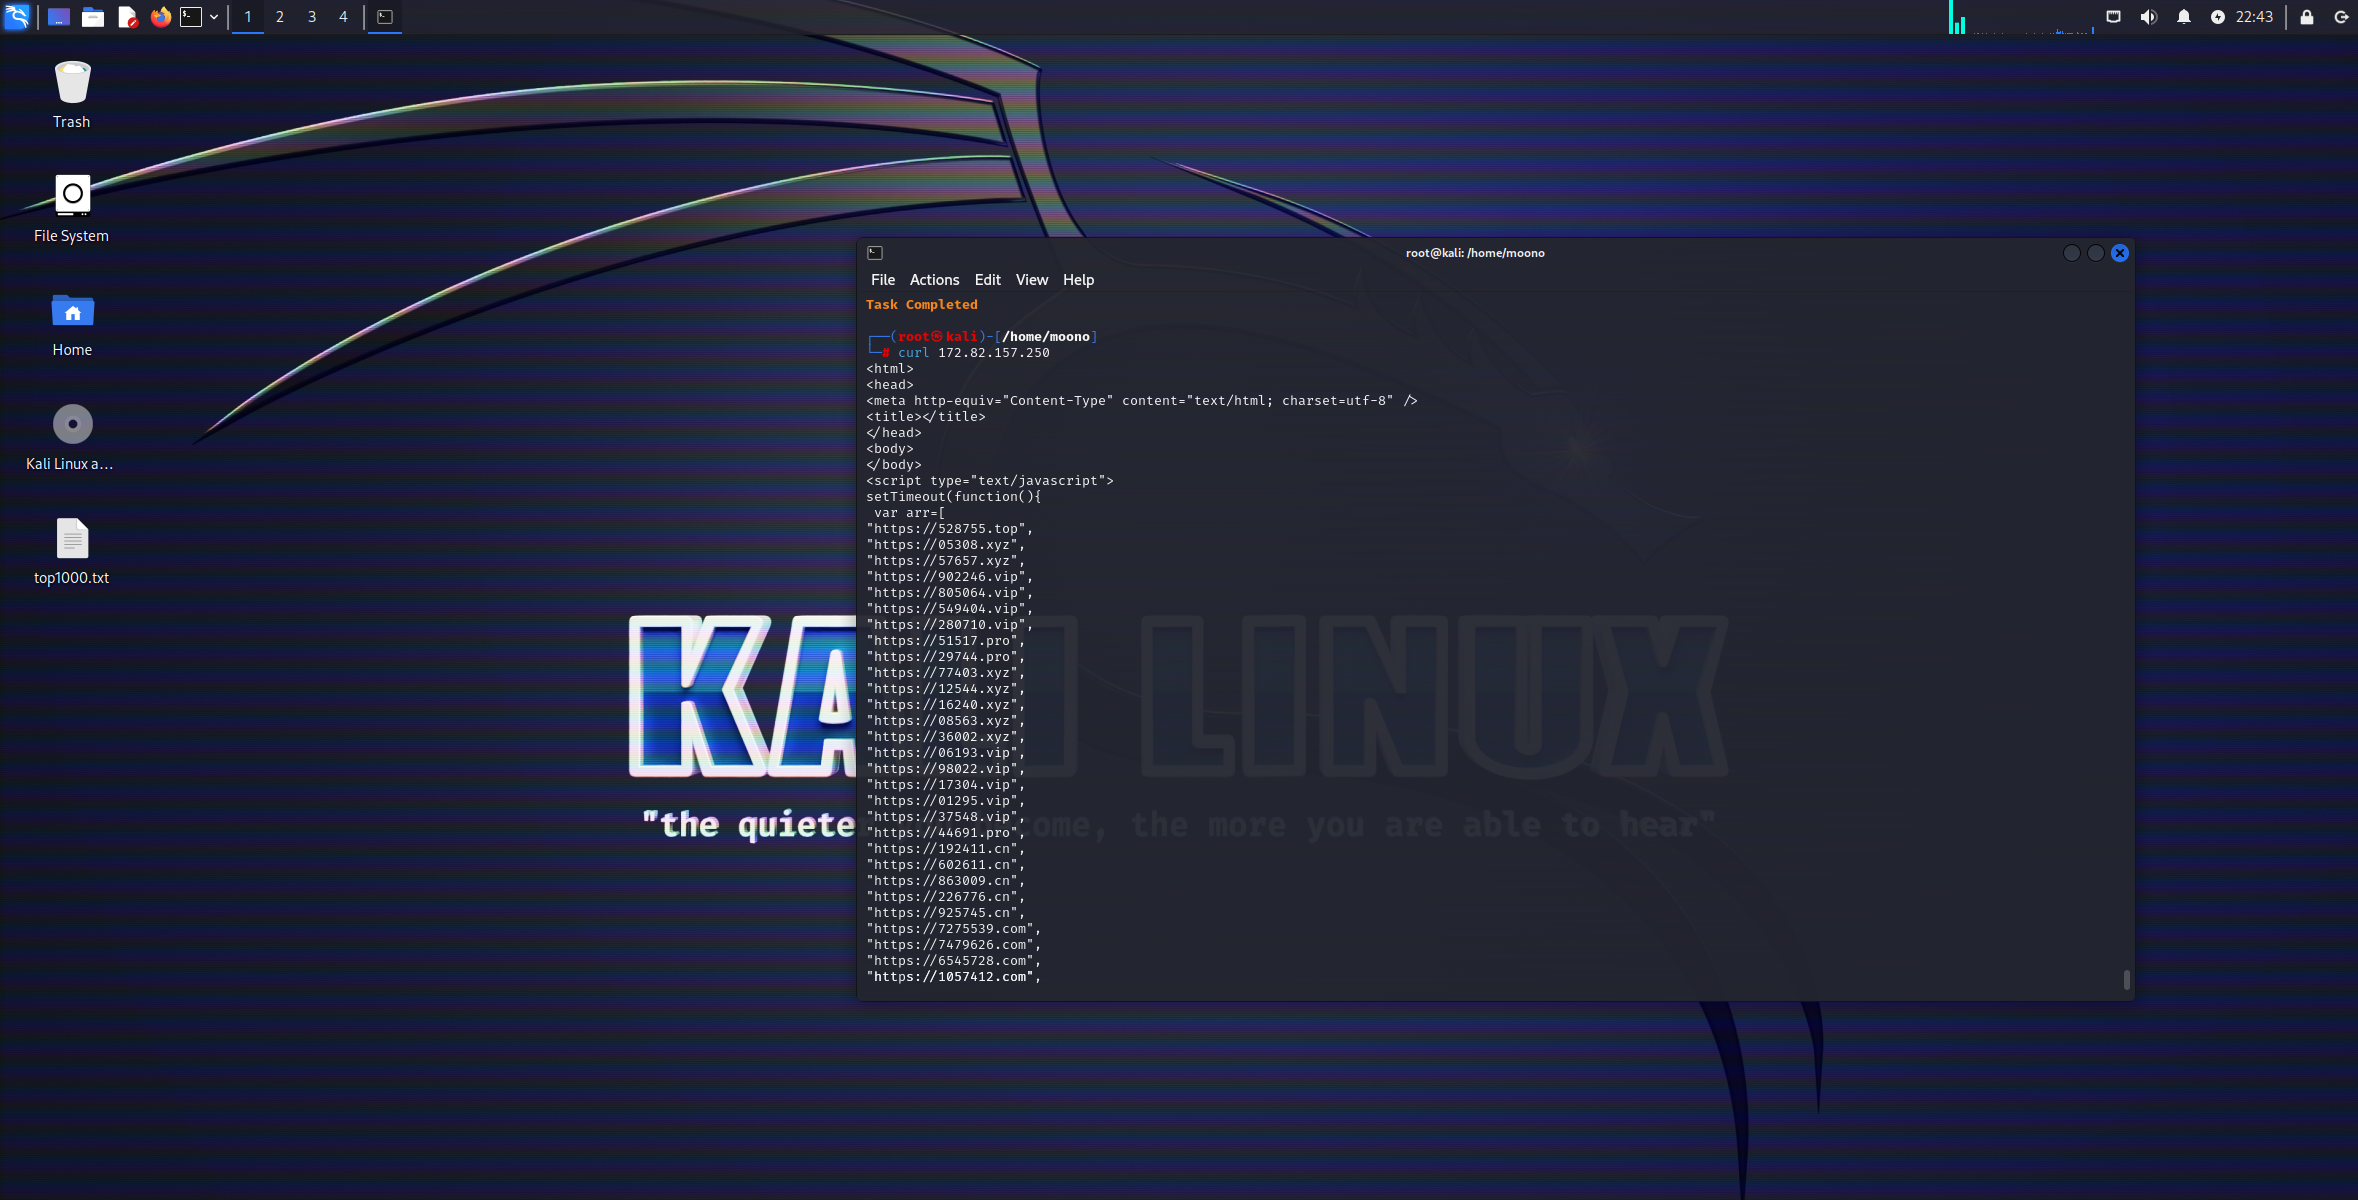 1 2 3 4
22:43
Trash
File System
Home
Kali Linux a...
top1000.txt
root@kali: /home/moono
File Actions Edit View Help
Task Completed
┌──(root㉿kali)-[/home/moono]
└─# curl 172.82.157.250
<html>
<head>
<meta http-equiv="Content-Type" content="text/html; charset=utf-8" />
<title></title>
</head>
<body>
</body>
<script type="text/javascript">
setTimeout(function(){
var arr=[
"https://528755.top",
"https://05308.xyz",
"https://57657.xyz",
"https://902246.vip",
"https://805064.vip",
"https://549404.vip",
"https://280710.vip",
"https://51517.pro",
"https://29744.pro",
"https://77403.xyz",
"https://12544.xyz",
"https://16240.xyz",
"https://08563.xyz",
"https://36002.xyz",
"https://06193.vip",
"https://98022.vip",
"https://17304.vip",
"https://01295.vip",
"https://37548.vip",
"https://44691.pro",
"https://192411.cn",
"https://602611.cn",
"https://863009.cn",
"https://226776.cn",
"https://925745.cn",
"https://7275539.com",
"https://7479626.com",
"https://6545728.com",
"https://1057412.com",
KALI LINUX
"the quieter come, the more you are able to hear"